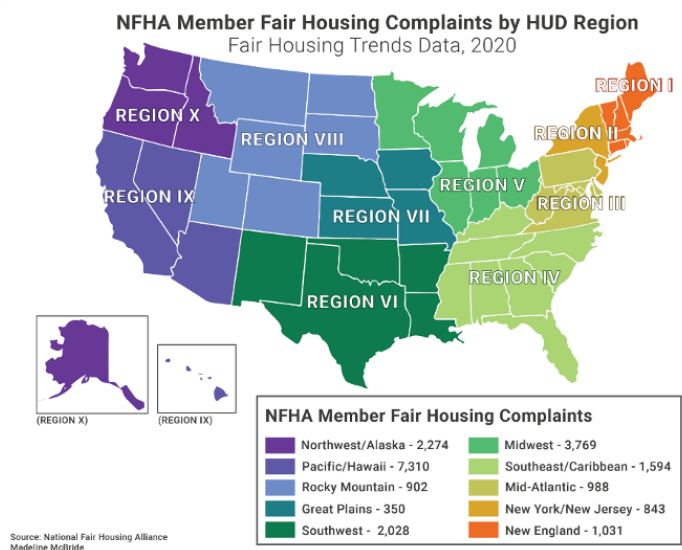 NFHA Member Fair Housing Complaints by HUD Region
Fair Housing Trends Data, 2020
REGION I
REGION X
REGION II
REGION VIII
REGION V
REGION IX
REGION III
REGION VII
REGION IV
REGION VI
(REGION X)
(REGION IX)
NFHA Member Fair Housing Complaints
Northwest/Alaska - 2,274
Pacific/Hawaii - 7,310
Rocky Mountain - 902
Great Plains - 350
Southwest - 2,028
Midwest - 3,769
Southeast/Caribbean - 1,594
Mid-Atlantic - 988
New York/New Jersey - 843
New England - 1,031
Source: National Fair Housing Alliance
Madeline McBride